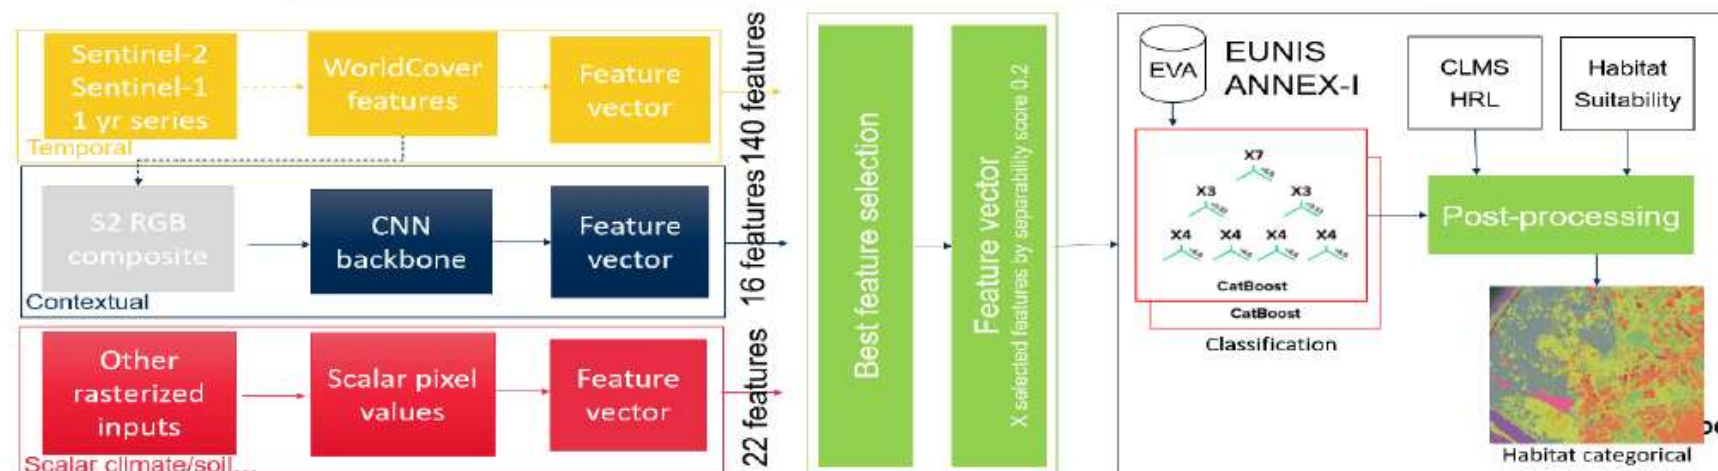 Sentinel-2
Sentinel-1
1 yr series
WorldCover
features
Feature
vector
Temporal
140 features
S2 RGB
composite
CNN
backbone
Feature
vector
Contextual
16 features
Other
rasterized
inputs
Scalar pixel
values
Feature
vector
Scalar climate/soil...
22 features
Best feature selection
Feature vector
X selected features by separability score 0.2
EVA
EUNIS
ANNEX-I
X7
X3 X3
X4 X4 X4 X4
CatBoost
CatBoost
Classification
CLMS
HRL
Habitat
Suitability
Post-processing
Habitat categorical